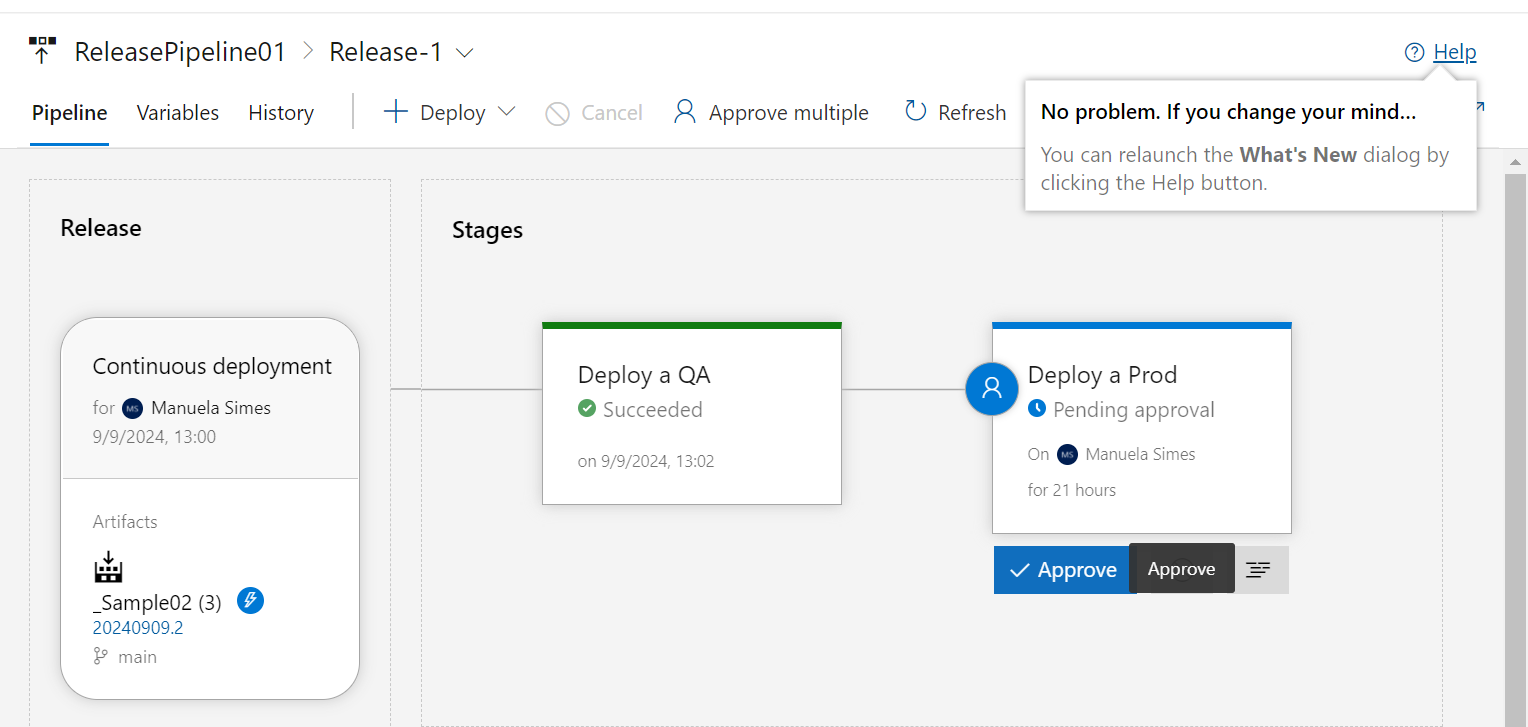 ReleasePipeline01 > Release-1
Help
Pipeline Variables History Deploy Cancel Approve multiple Refresh
No problem. If you change your mind...
You can relaunch the What's New dialog by
clicking the Help button.
Release
Stages
Continuous deployment
for MS Manuela Simes
9/9/2024, 13:00
Artifacts
_Sample02 (3)
20240909.2
main
Deploy a QA
Succeeded
on 9/9/2024, 13:02
Deploy a Prod
Pending approval
On MS Manuela Simes
for 21 hours
Approve
Approve